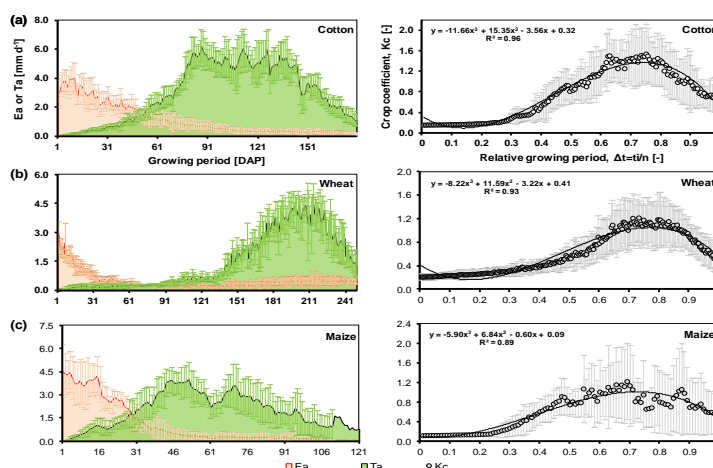 (a)
Cotton
Ea or Ta [mm d-1]
8.0
6.0
4.0
2.0
0.0
1 31 61 91 121 151
Growing period [DAP]
y = -11.66x³ + 15.35x² - 3.56x + 0.32
R² = 0.96
Cotton
Crop coefficient, Kc [-]
2.0
1.6
1.2
0.8
0.4
0.0
0 0.1 0.2 0.3 0.4 0.5 0.6 0.7 0.8 0.9
Relative growing period, Δt=ti/n [-]
(b)
Wheat
6.0
4.5
3.0
1.5
0.0
1 31 61 91 121 151 181 211 241
y = -8.22x³ + 11.59x² - 3.22x + 0.41
R² = 0.93
Wheat
2.0
1.6
1.2
0.8
0.4
0.0
0 0.1 0.2 0.3 0.4 0.5 0.6 0.7 0.8 0.9
(c)
Maize
7.5
6.0
4.5
3.0
1.5
0.0
1 16 31 46 61 76 91 106 121
y = -5.90x³ + 6.84x² - 0.60x + 0.09
R² = 0.89
Maize
2.4
2.0
1.6
1.2
0.8
0.4
0.0
0 0.1 0.2 0.3 0.4 0.5 0.6 0.7 0.8 0.9
Ea Ta Kc